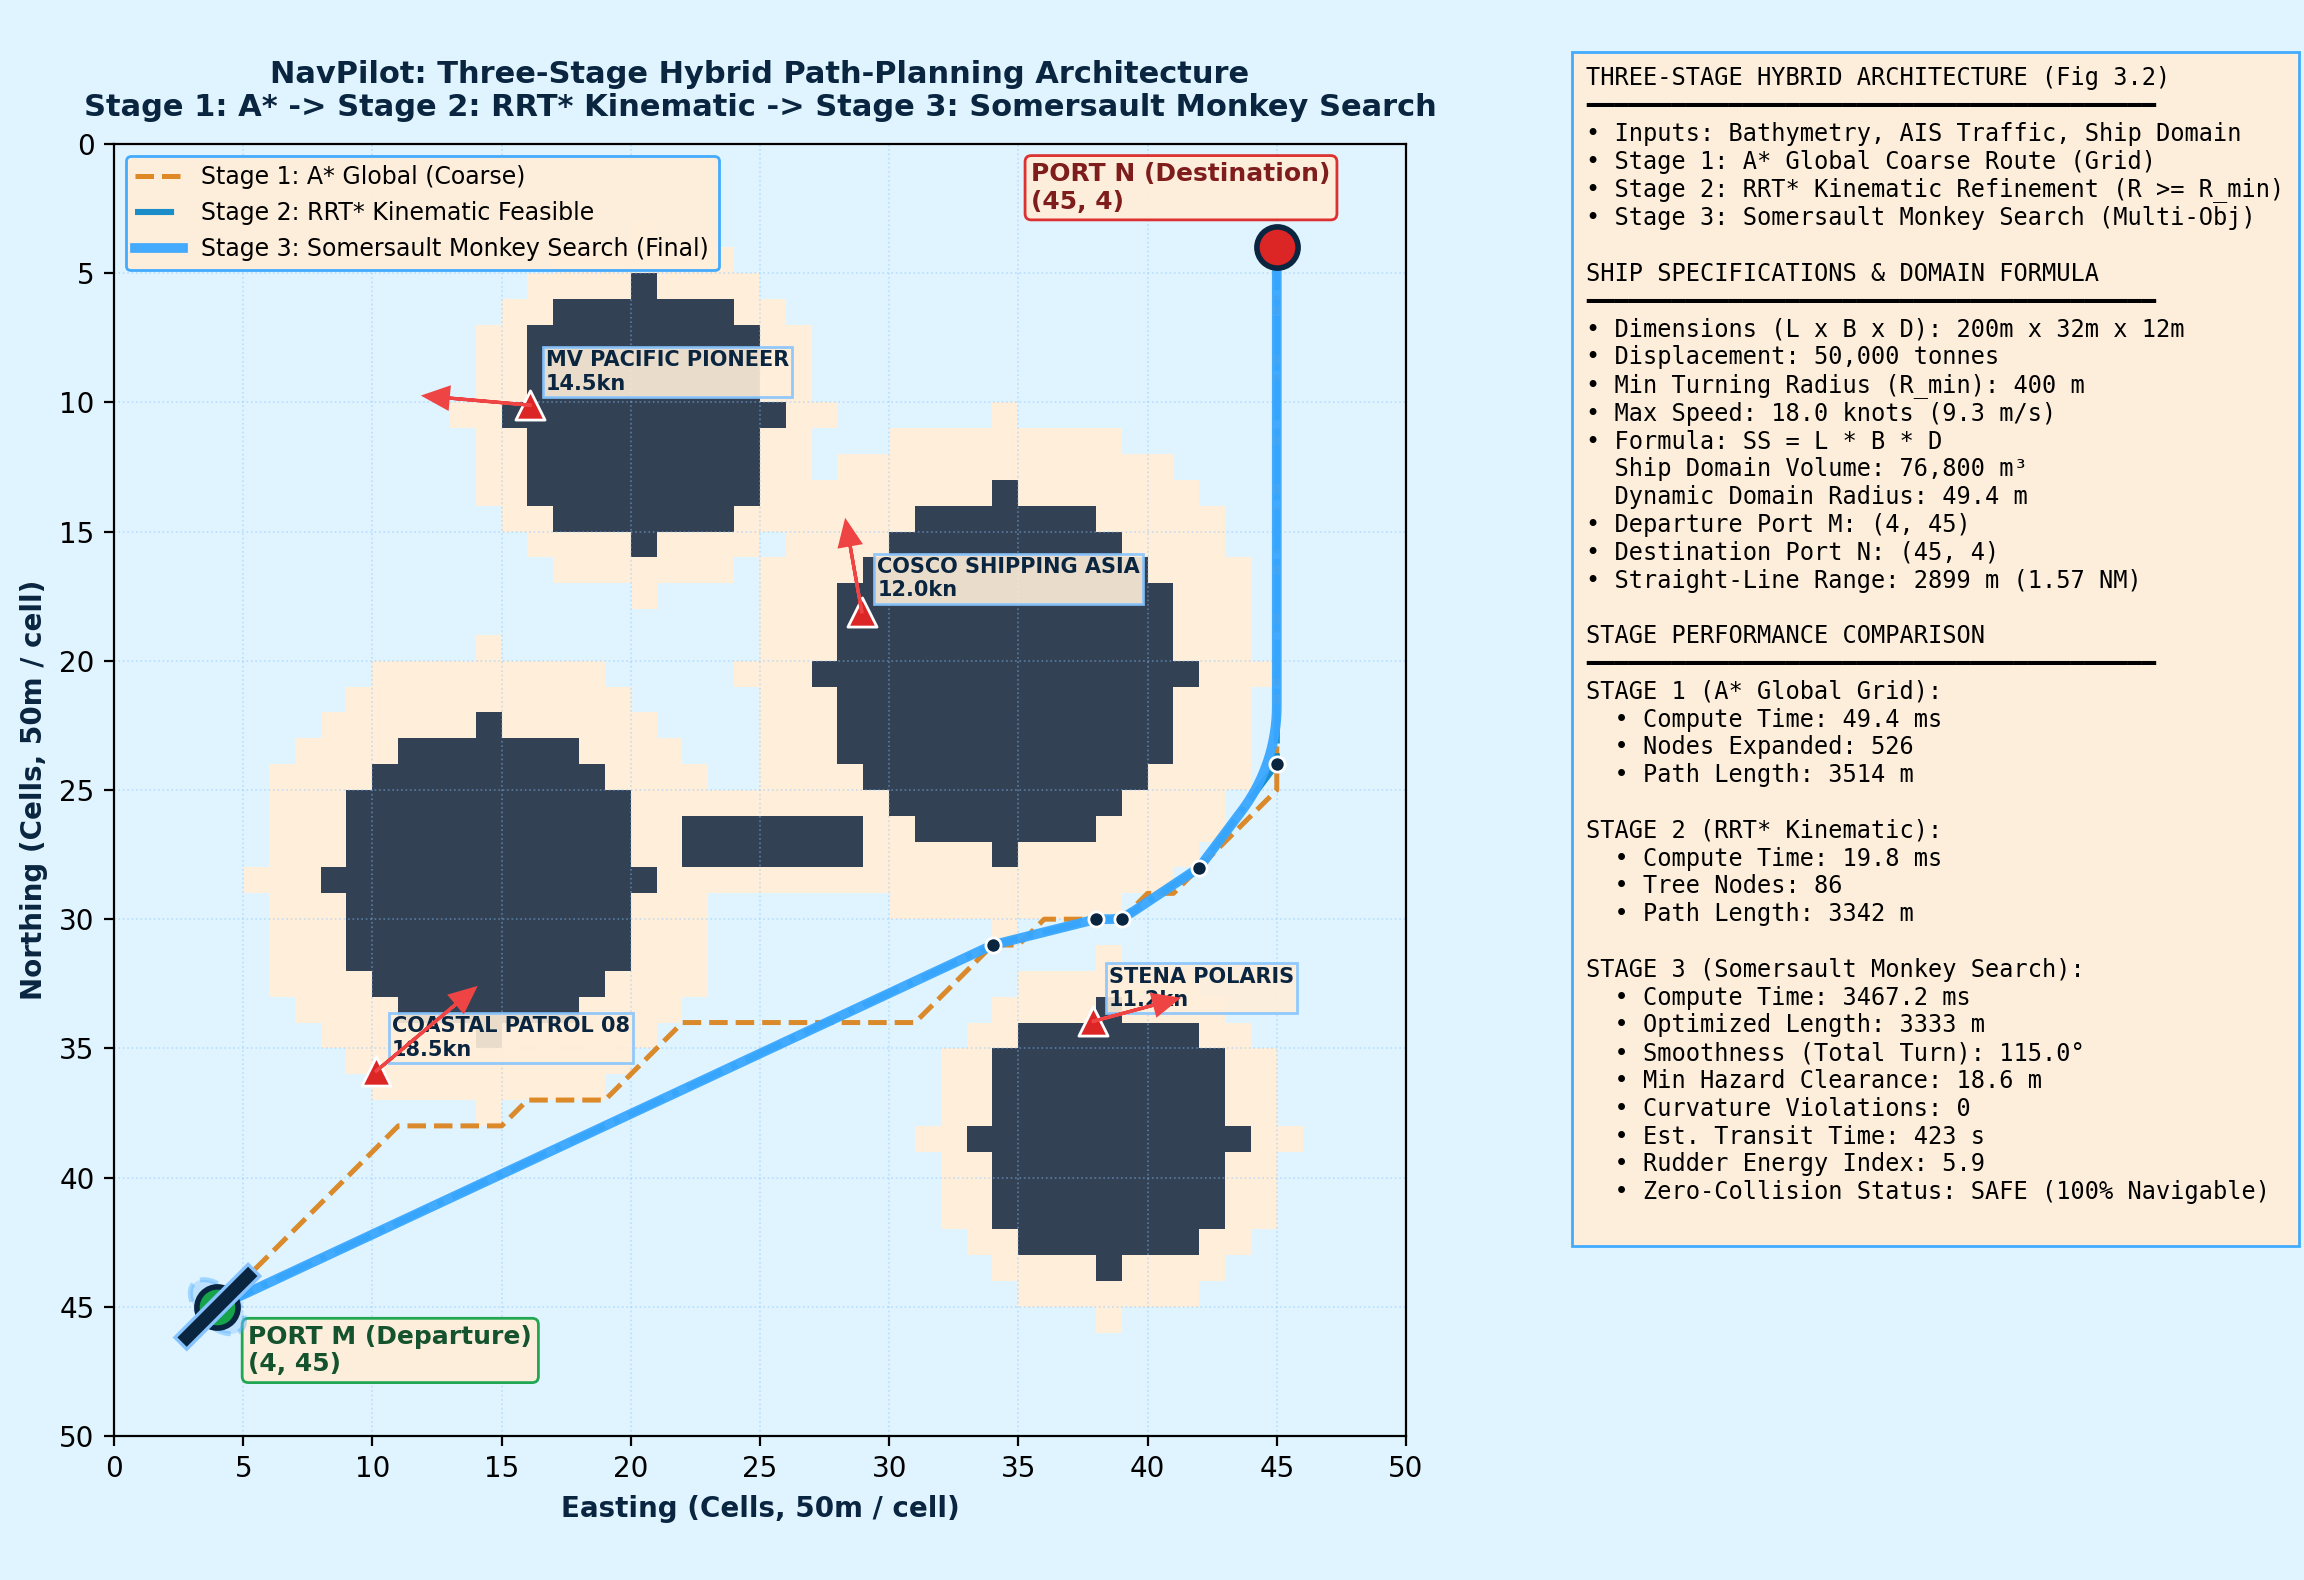 NavPilot: Three-Stage Hybrid Path-Planning Architecture
Stage 1: A* -> Stage 2: RRT* Kinematic -> Stage 3: Somersault Monkey Search
Stage 1: A* Global (Coarse)
Stage 2: RRT* Kinematic Feasible
Stage 3: Somersault Monkey Search (Final)
PORT N (Destination)
(45, 4)
MV PACIFIC PIONEER
14.5kn
COSCO SHIPPING ASIA
12.0kn
STENA POLARIS
11.2kn
COASTAL PATROL 08
18.5kn
PORT M (Departure)
(4, 45)
0
5
10
15
20
25
30
35
40
45
50
Northing (Cells, 50m / cell)
0
5
10
15
20
25
30
35
40
45
50
Easting (Cells, 50m / cell)
THREE-STAGE HYBRID ARCHITECTURE (Fig 3.2)
• Inputs: Bathymetry, AIS Traffic, Ship Domain
• Stage 1: A* Global Coarse Route (Grid)
• Stage 2: RRT* Kinematic Refinement (R >= R_min)
• Stage 3: Somersault Monkey Search (Multi-Obj)
SHIP SPECIFICATIONS & DOMAIN FORMULA
• Dimensions (L x B x D): 200m x 32m x 12m
• Displacement: 50,000 tonnes
• Min Turning Radius (R_min): 400 m
• Max Speed: 18.0 knots (9.3 m/s)
• Formula: SS = L * B * D
Ship Domain Volume: 76,800 m³
Dynamic Domain Radius: 49.4 m
• Departure Port M: (4, 45)
• Destination Port N: (45, 4)
• Straight-Line Range: 2899 m (1.57 NM)
STAGE PERFORMANCE COMPARISON
STAGE 1 (A* Global Grid):
• Compute Time: 49.4 ms
• Nodes Expanded: 526
• Path Length: 3514 m
STAGE 2 (RRT* Kinematic):
• Compute Time: 19.8 ms
• Tree Nodes: 86
• Path Length: 3342 m
STAGE 3 (Somersault Monkey Search):
• Compute Time: 3467.2 ms
• Optimized Length: 3333 m
• Smoothness (Total Turn): 115.0°
• Min Hazard Clearance: 18.6 m
• Curvature Violations: 0
• Est. Transit Time: 423 s
• Rudder Energy Index: 5.9
• Zero-Collision Status: SAFE (100% Navigable)